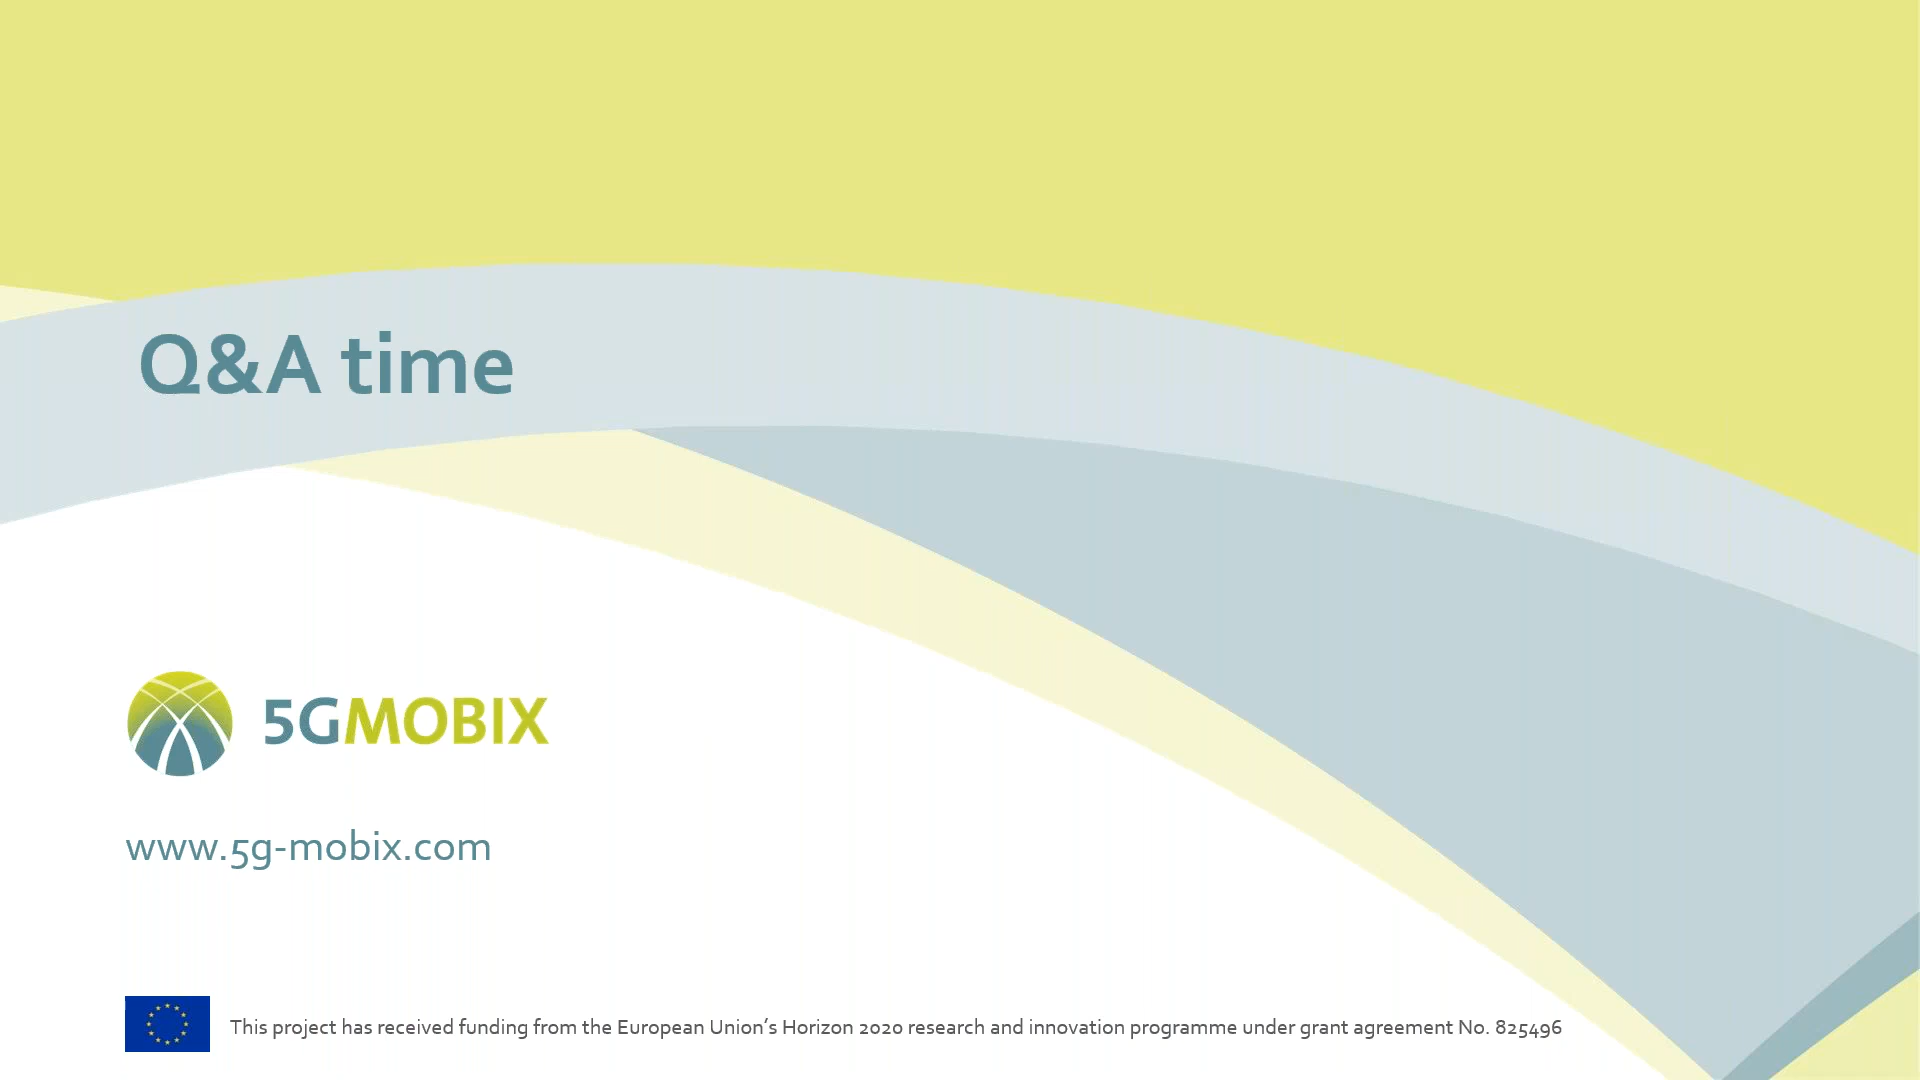 Q&A time
5GMOBIX
www.5g-mobix.com
This project has received funding from the European Union’s Horizon 2020 research and innovation programme under grant agreement No. 825496